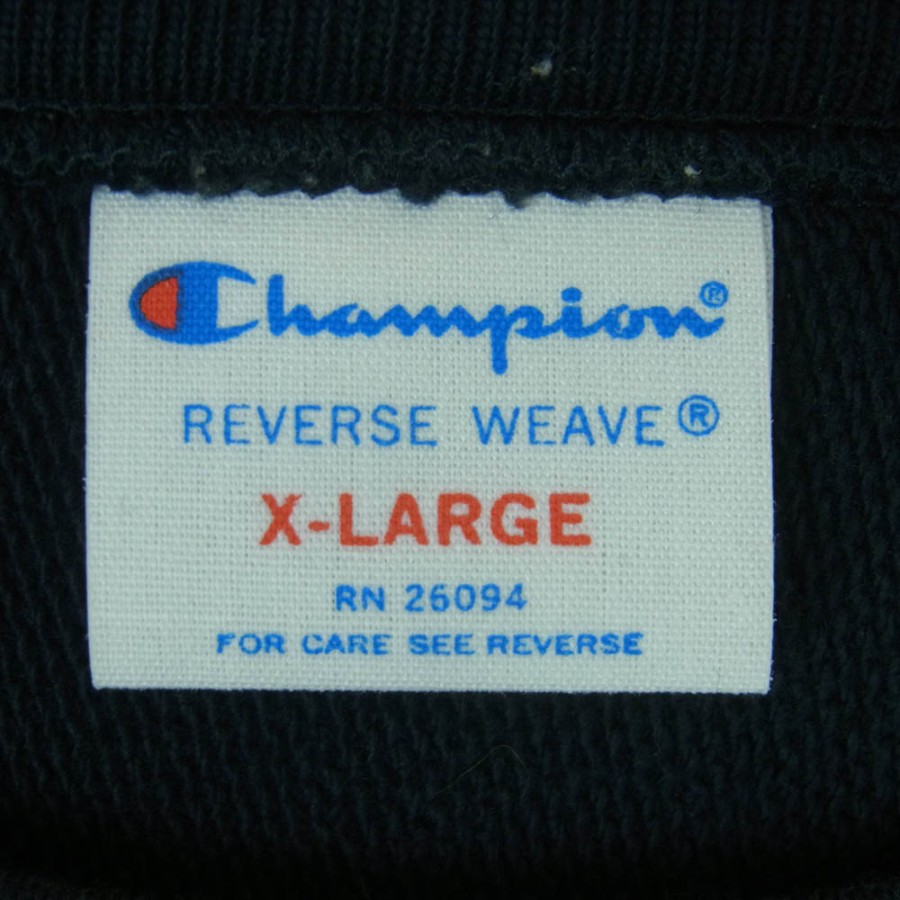 Champion®
REVERSE WEAVE®
X-LARGE
RN 26094
FOR CARE SEE REVERSE